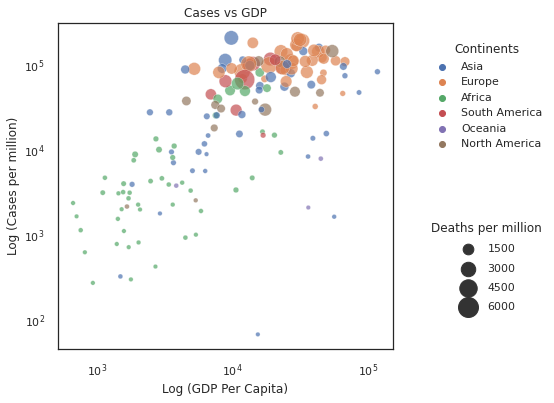 Cases vs GDP
Log (Cases per million)
10^5
10^4
10^3
10^2
10^3
10^4
10^5
Log (GDP Per Capita)
Continents
Asia
Europe
Africa
South America
Oceania
North America
Deaths per million
1500
3000
4500
6000